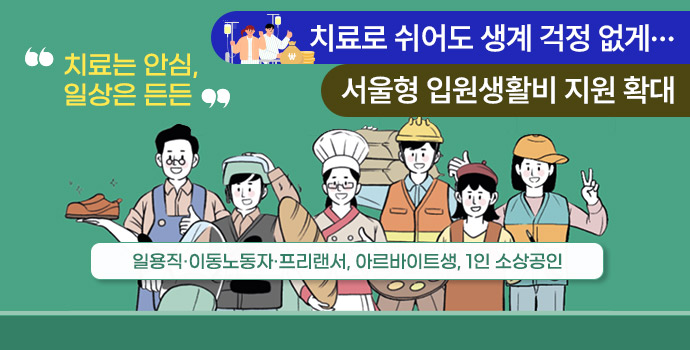 치료로 쉬어도 생계 걱정 없게…
서울형 입원생활비 지원 확대
“ 치료는 안심,
일상은 든든 ”
일용직·이동노동자·프리랜서, 아르바이트생, 1인 소상공인